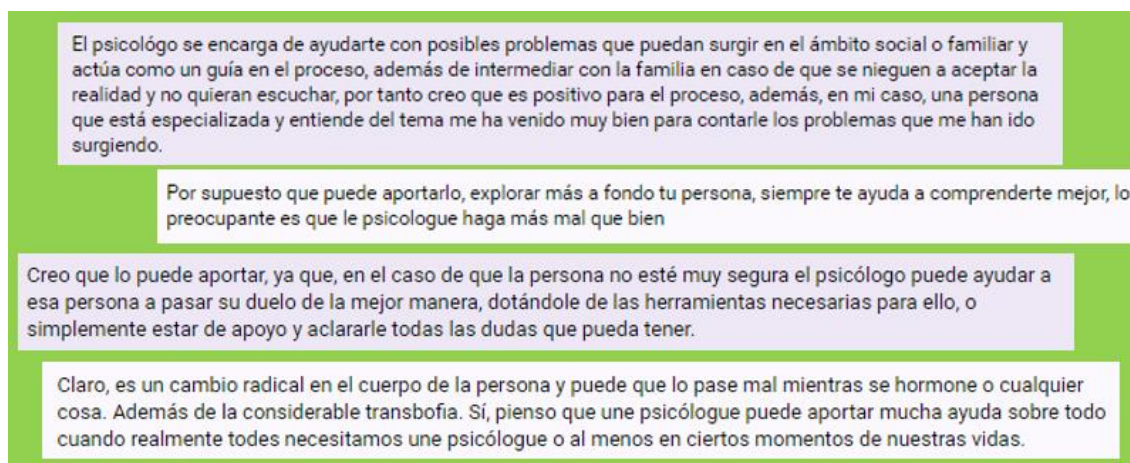 El psicológo se encarga de ayudarte con posibles problemas que puedan surgir en el ámbito social o familiar y
actúa como un guía en el proceso, además de intermediar con la familia en caso de que se nieguen a aceptar la
realidad y no quieran escuchar, por tanto creo que es positivo para el proceso, además, en mi caso, una persona
que está especializada y entiende del tema me ha venido muy bien para contarle los problemas que me han ido
surgiendo.
Por supuesto que puede aportarlo, explorar más a fondo tu persona, siempre te ayuda a comprenderte mejor, lo
preocupante es que le psicologue haga más mal que bien
Creo que lo puede aportar, ya que, en el caso de que la persona no esté muy segura el psicólogo puede ayudar a
esa persona a pasar su duelo de la mejor manera, dotándole de las herramientas necesarias para ello, o
simplemente estar de apoyo y aclararle todas las dudas que pueda tener.
Claro, es un cambio radical en el cuerpo de la persona y puede que lo pase mal mientras se hormone o cualquier
cosa. Además de la considerable transbofia. Sí, pienso que une psicólogue puede aportar mucha ayuda sobre todo
cuando realmente todes necesitamos une psicólogue o al menos en ciertos momentos de nuestras vidas.